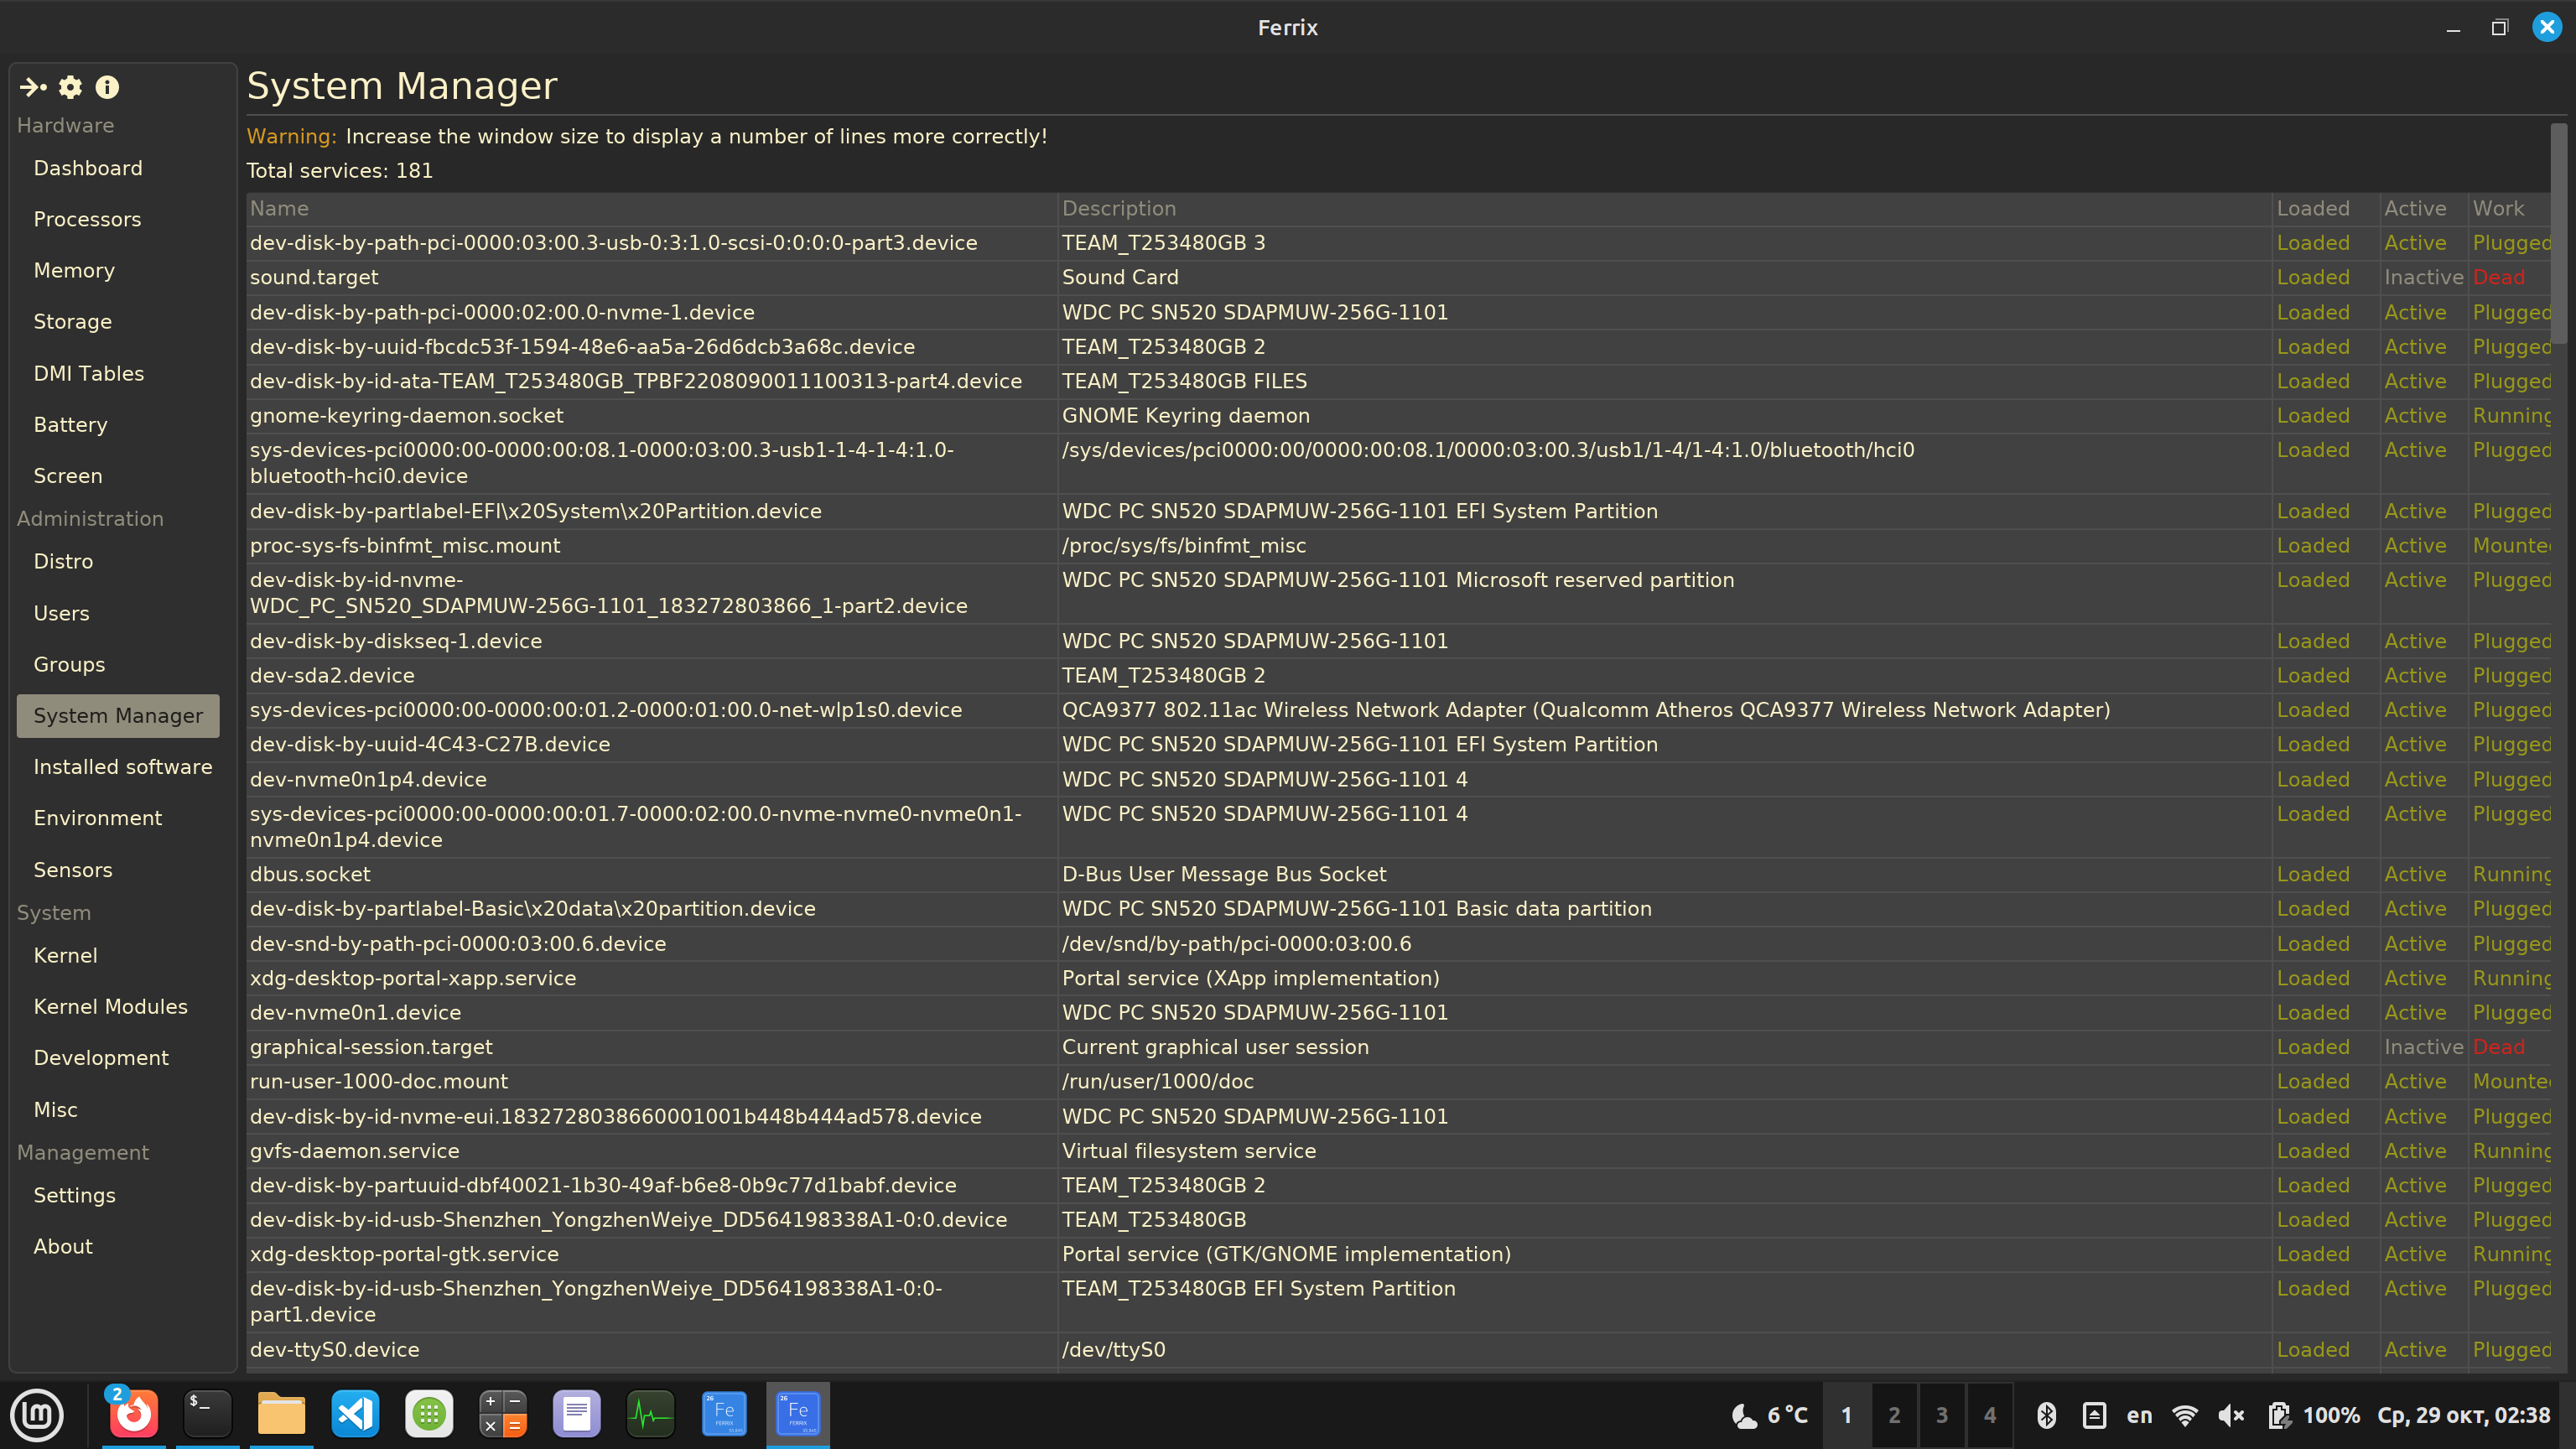 Ferrix
System Manager
Hardware
Dashboard
Processors
Memory
Storage
DMI Tables
Battery
Screen
Administration
Distro
Users
Groups
System Manager
Installed software
Environment
Sensors
System
Kernel
Kernel Modules
Development
Misc
Management
Settings
About
Warning: Increase the window size to display a number of lines more correctly!
Total services: 181
Name Description Loaded Active Work
dev-disk-by-path-pci-0000:03:00.3-usb-0:3:1.0-scsi-0:0:0:0-part3.device TEAM_T253480GB 3 Loaded Active Plugged
sound.target Sound Card Loaded Inactive Dead
dev-disk-by-path-pci-0000:02:00.0-nvme-1.device WDC PC SN520 SDAPMUW-256G-1101 Loaded Active Plugged
dev-disk-by-uuid-fbcdc53f-1594-48e6-aa5a-26d6dcb3a68c.device TEAM_T253480GB 2 Loaded Active Plugged
dev-disk-by-id-ata-TEAM_T253480GB_TPBF2208090011100313-part4.device TEAM_T253480GB FILES Loaded Active Plugged
gnome-keyring-daemon.socket GNOME Keyring daemon Loaded Active Running
sys-devices-pci0000:00-0000:00:08.1-0000:03:00.3-usb1-1-4-1-4:1.0- /sys/devices/pci0000:00/0000:00:08.1/0000:03:00.3/usb1/1-4/1-4:1.0/bluetooth/hci0 Loaded Active Plugged
bluetooth-hci0.device
dev-disk-by-partlabel-EFI\x20System\x20Partition.device WDC PC SN520 SDAPMUW-256G-1101 EFI System Partition Loaded Active Plugged
proc-sys-fs-binfmt_misc.mount /proc/sys/fs/binfmt_misc Loaded Active Mounte
dev-disk-by-id-nvme- WDC PC SN520 SDAPMUW-256G-1101 Microsoft reserved partition Loaded Active Plugged
WDC_PC_SN520_SDAPMUW-256G-1101_183272803866_1-part2.device
dev-disk-by-diskseq-1.device WDC PC SN520 SDAPMUW-256G-1101 Loaded Active Plugged
dev-sda2.device TEAM_T253480GB 2 Loaded Active Plugged
sys-devices-pci0000:00-0000:00:01.2-0000:01:00.0-net-wlp1s0.device QCA9377 802.11ac Wireless Network Adapter (Qualcomm Atheros QCA9377 Wireless Network Adapter) Loaded Active Plugged
dev-disk-by-uuid-4C43-C27B.device WDC PC SN520 SDAPMUW-256G-1101 EFI System Partition Loaded Active Plugged
dev-nvme0n1p4.device WDC PC SN520 SDAPMUW-256G-1101 4 Loaded Active Plugged
sys-devices-pci0000:00-0000:00:01.7-0000:02:00.0-nvme-nvme0-nvme0n1- WDC PC SN520 SDAPMUW-256G-1101 4 Loaded Active Plugged
nvme0n1p4.device
dbus.socket D-Bus User Message Bus Socket Loaded Active Running
dev-disk-by-partlabel-Basic\x20data\x20partition.device WDC PC SN520 SDAPMUW-256G-1101 Basic data partition Loaded Active Plugged
dev-snd-by-path-pci-0000:03:00.6.device /dev/snd/by-path/pci-0000:03:00.6 Loaded Active Plugged
xdg-desktop-portal-xapp.service Portal service (XApp implementation) Loaded Active Running
dev-nvme0n1.device WDC PC SN520 SDAPMUW-256G-1101 Loaded Active Plugged
graphical-session.target Current graphical user session Loaded Inactive Dead
run-user-1000-doc.mount /run/user/1000/doc Loaded Active Mounte
dev-disk-by-id-nvme-eui.1832728038660001001b448b444ad578.device WDC PC SN520 SDAPMUW-256G-1101 Loaded Active Plugged
gvfs-daemon.service Virtual filesystem service Loaded Active Running
dev-disk-by-partuuid-dbf40021-1b30-49af-b6e8-0b9c77d1babf.device TEAM_T253480GB 2 Loaded Active Plugged
dev-disk-by-id-usb-Shenzhen_YongzhenWeiye_DD564198338A1-0:0.device TEAM_T253480GB Loaded Active Plugged
xdg-desktop-portal-gtk.service Portal service (GTK/GNOME implementation) Loaded Active Running
dev-disk-by-id-usb-Shenzhen_YongzhenWeiye_DD564198338A1-0:0- TEAM_T253480GB EFI System Partition Loaded Active Plugged
part1.device
dev-ttyS0.device /dev/ttyS0 Loaded Active Plugged
2 $_ 26 Fe FERRIX 26 Fe FERRIX 6 °C 1 2 3 4 en 100% Ср, 29 окт, 02:38